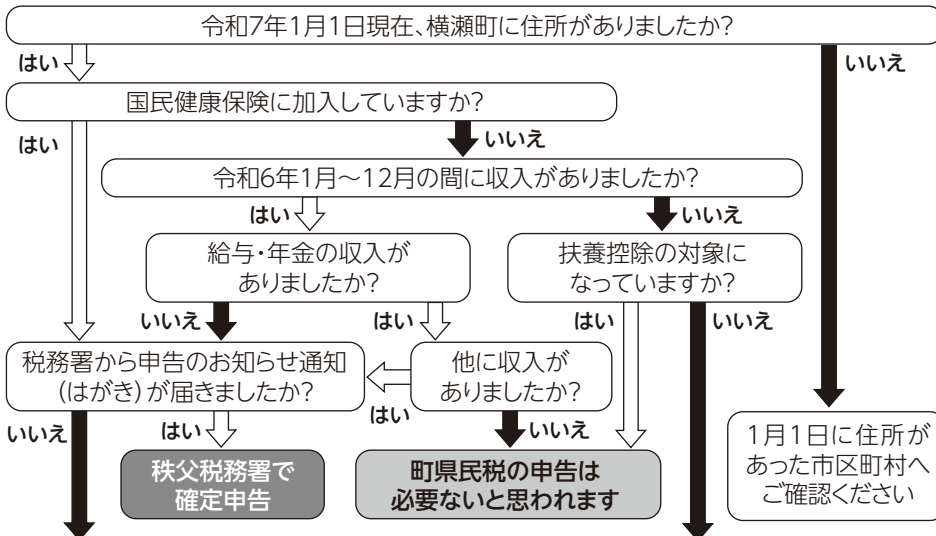 令和7年1月1日現在、横瀬町に住所がありましたか?
はい
いいえ
国民健康保険に加入していますか?
はい
いいえ
令和6年1月～12月の間に収入がありましたか?
はい
いいえ
給与・年金の収入が
ありましたか?
扶養控除の対象に
なっていますか?
いいえ
はい
はい
いいえ
税務署から申告のお知らせ通知
(はがき)が届きましたか?
他に収入が
ありましたか?
はい
いいえ
はい
いいえ
秩父税務署で
確定申告
町県民税の申告は
必要ないと思われます
1月1日に住所が
あった市区町村へ
ご確認ください